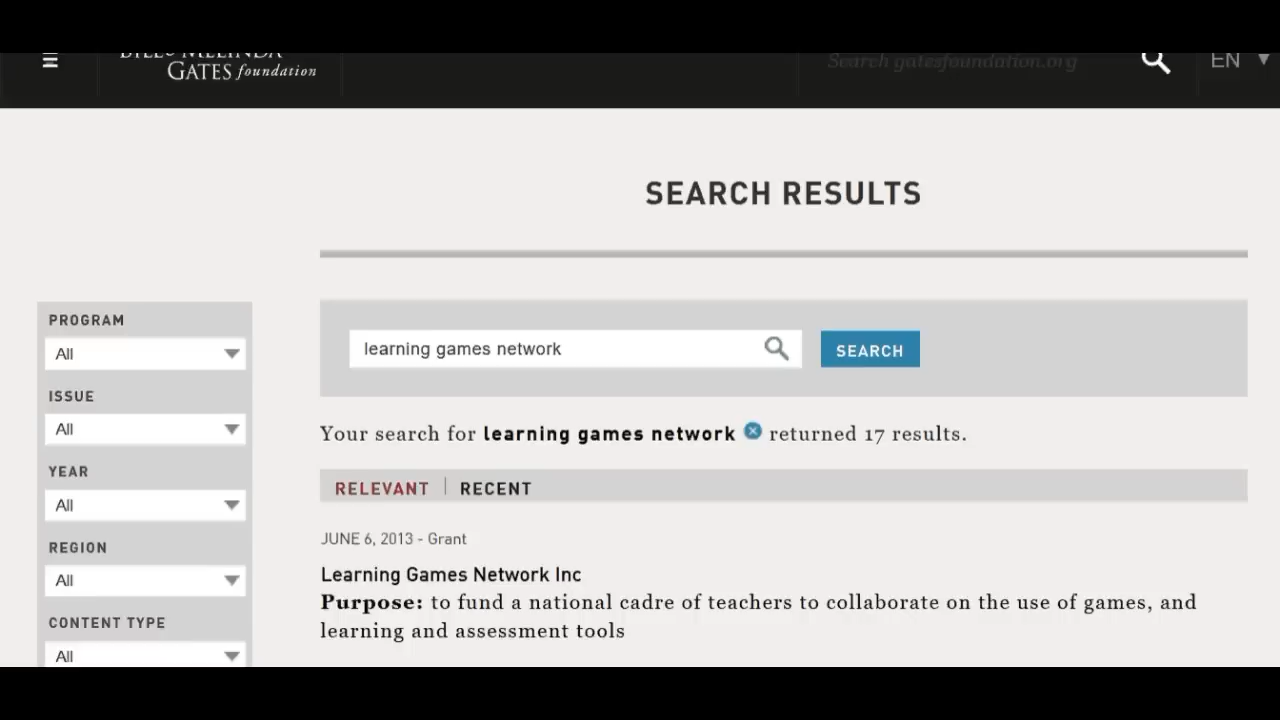 GATES foundation
Search gatesfoundation.org
EN
SEARCH RESULTS
PROGRAM
All
ISSUE
All
YEAR
All
REGION
All
CONTENT TYPE
All
learning games network
SEARCH
Your search for learning games network returned 17 results.
RELEVANT | RECENT
JUNE 6, 2013 - Grant
Learning Games Network Inc
Purpose: to fund a national cadre of teachers to collaborate on the use of games, and
learning and assessment tools